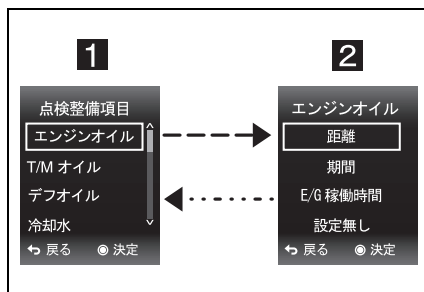 1
点検整備項目
エンジンオイル
T/M オイル
デフオイル
冷却水
戻る 決定
2
エンジンオイル
距離
期間
E/G 稼働時間
設定無し
戻る 決定